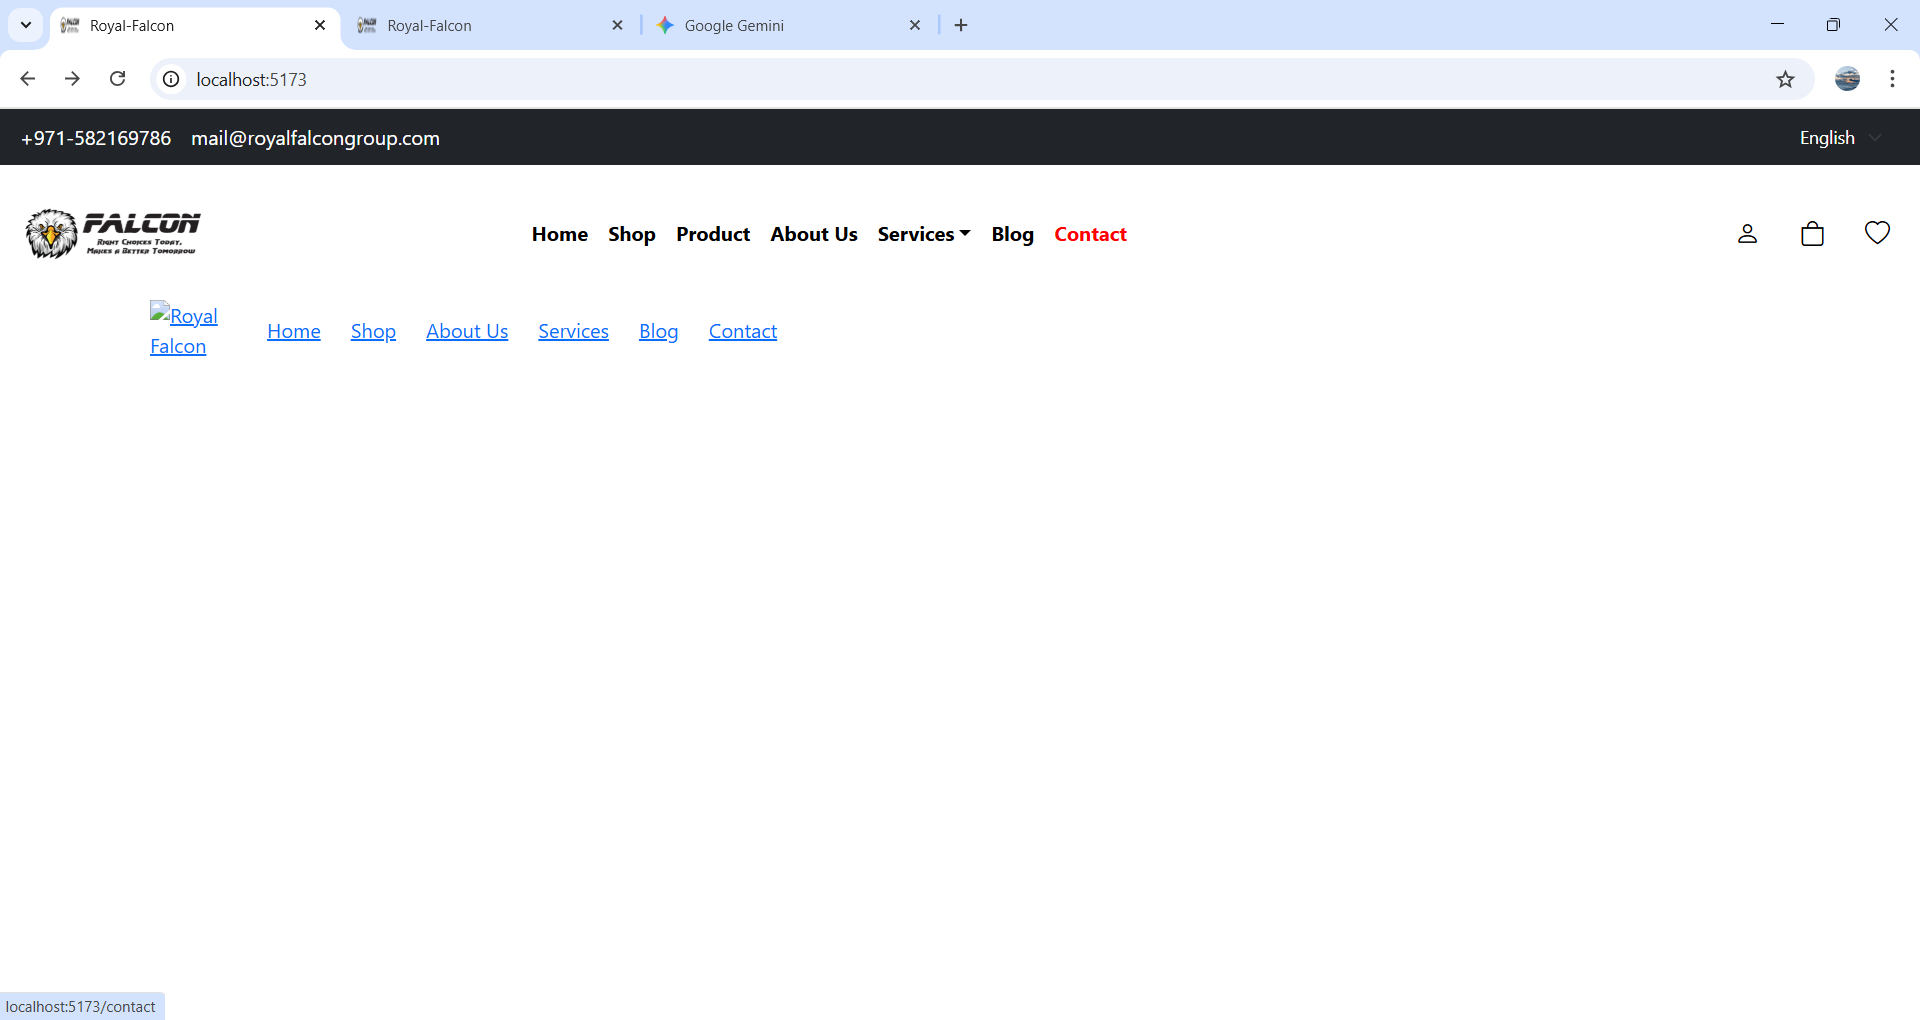 Royal-Falcon
Royal-Falcon
Google Gemini
localhost:5173
+971-582169786 mail@royalfalcongroup.com
English
FALCON
Right Choices Today,
Makes a Better Tomorrow
Home Shop Product About Us Services Blog Contact
Royal
Falcon
Home Shop About Us Services Blog Contact
localhost:5173/contact